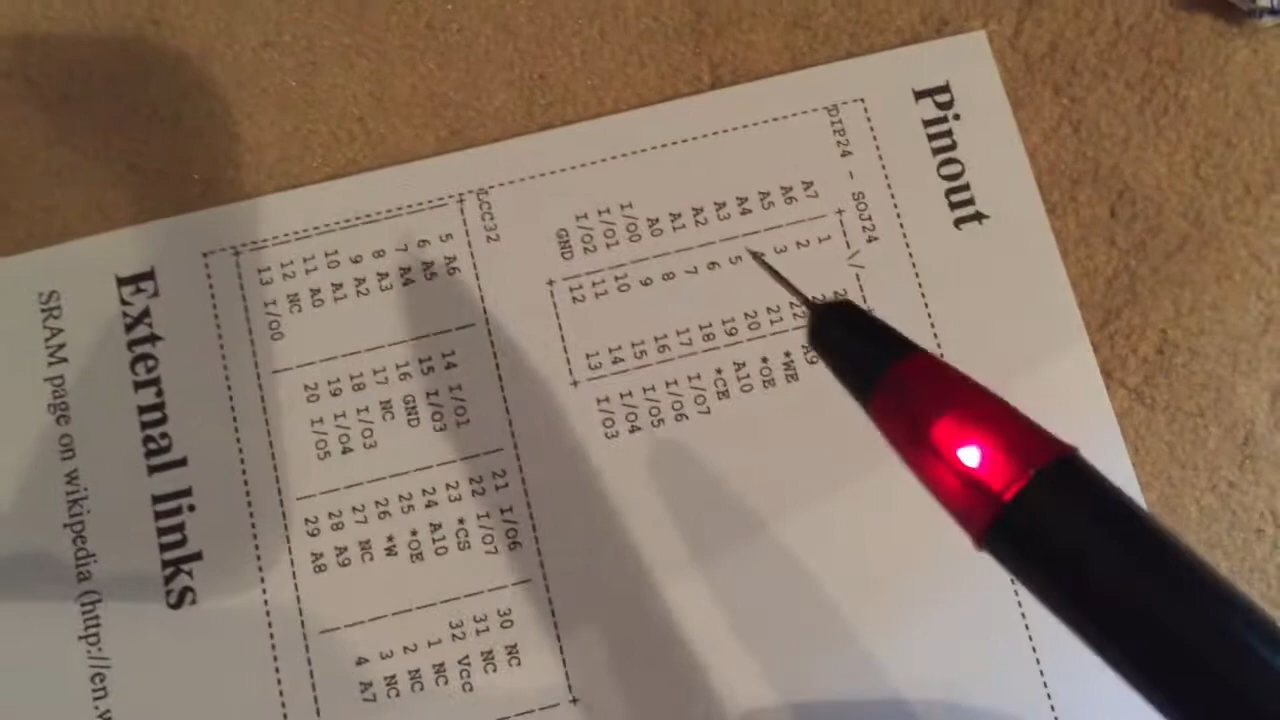 Pinout
DIP24 - SOJ24
A7 1
A6 2
A5 3 22 A9
A4 21 *WE
A3 5 20 *OE
A2 6 19 A10
A1 7 18 *CE
A0 8 17 I/O7
I/O0 9 16 I/O6
I/O1 10 15 I/O5
I/O2 11 14 I/O4
GND 12 13 I/O3
LCC32
5 A6 14 I/O1 21 I/O6 30 NC
6 A5 15 I/O3 22 I/O7 31 NC
7 A4 16 GND 23 *CS 32 Vcc
8 A3 17 NC 24 A10 1 NC
9 A2 18 I/O3 25 *OE 2 NC
10 A1 19 I/O4 26 *W 3 NC
11 A0 20 I/O5 27 NC 4 A7
12 NC 28 A9
13 I/O0 29 A8
External links
SRAM page on wikipedia (http://en.w